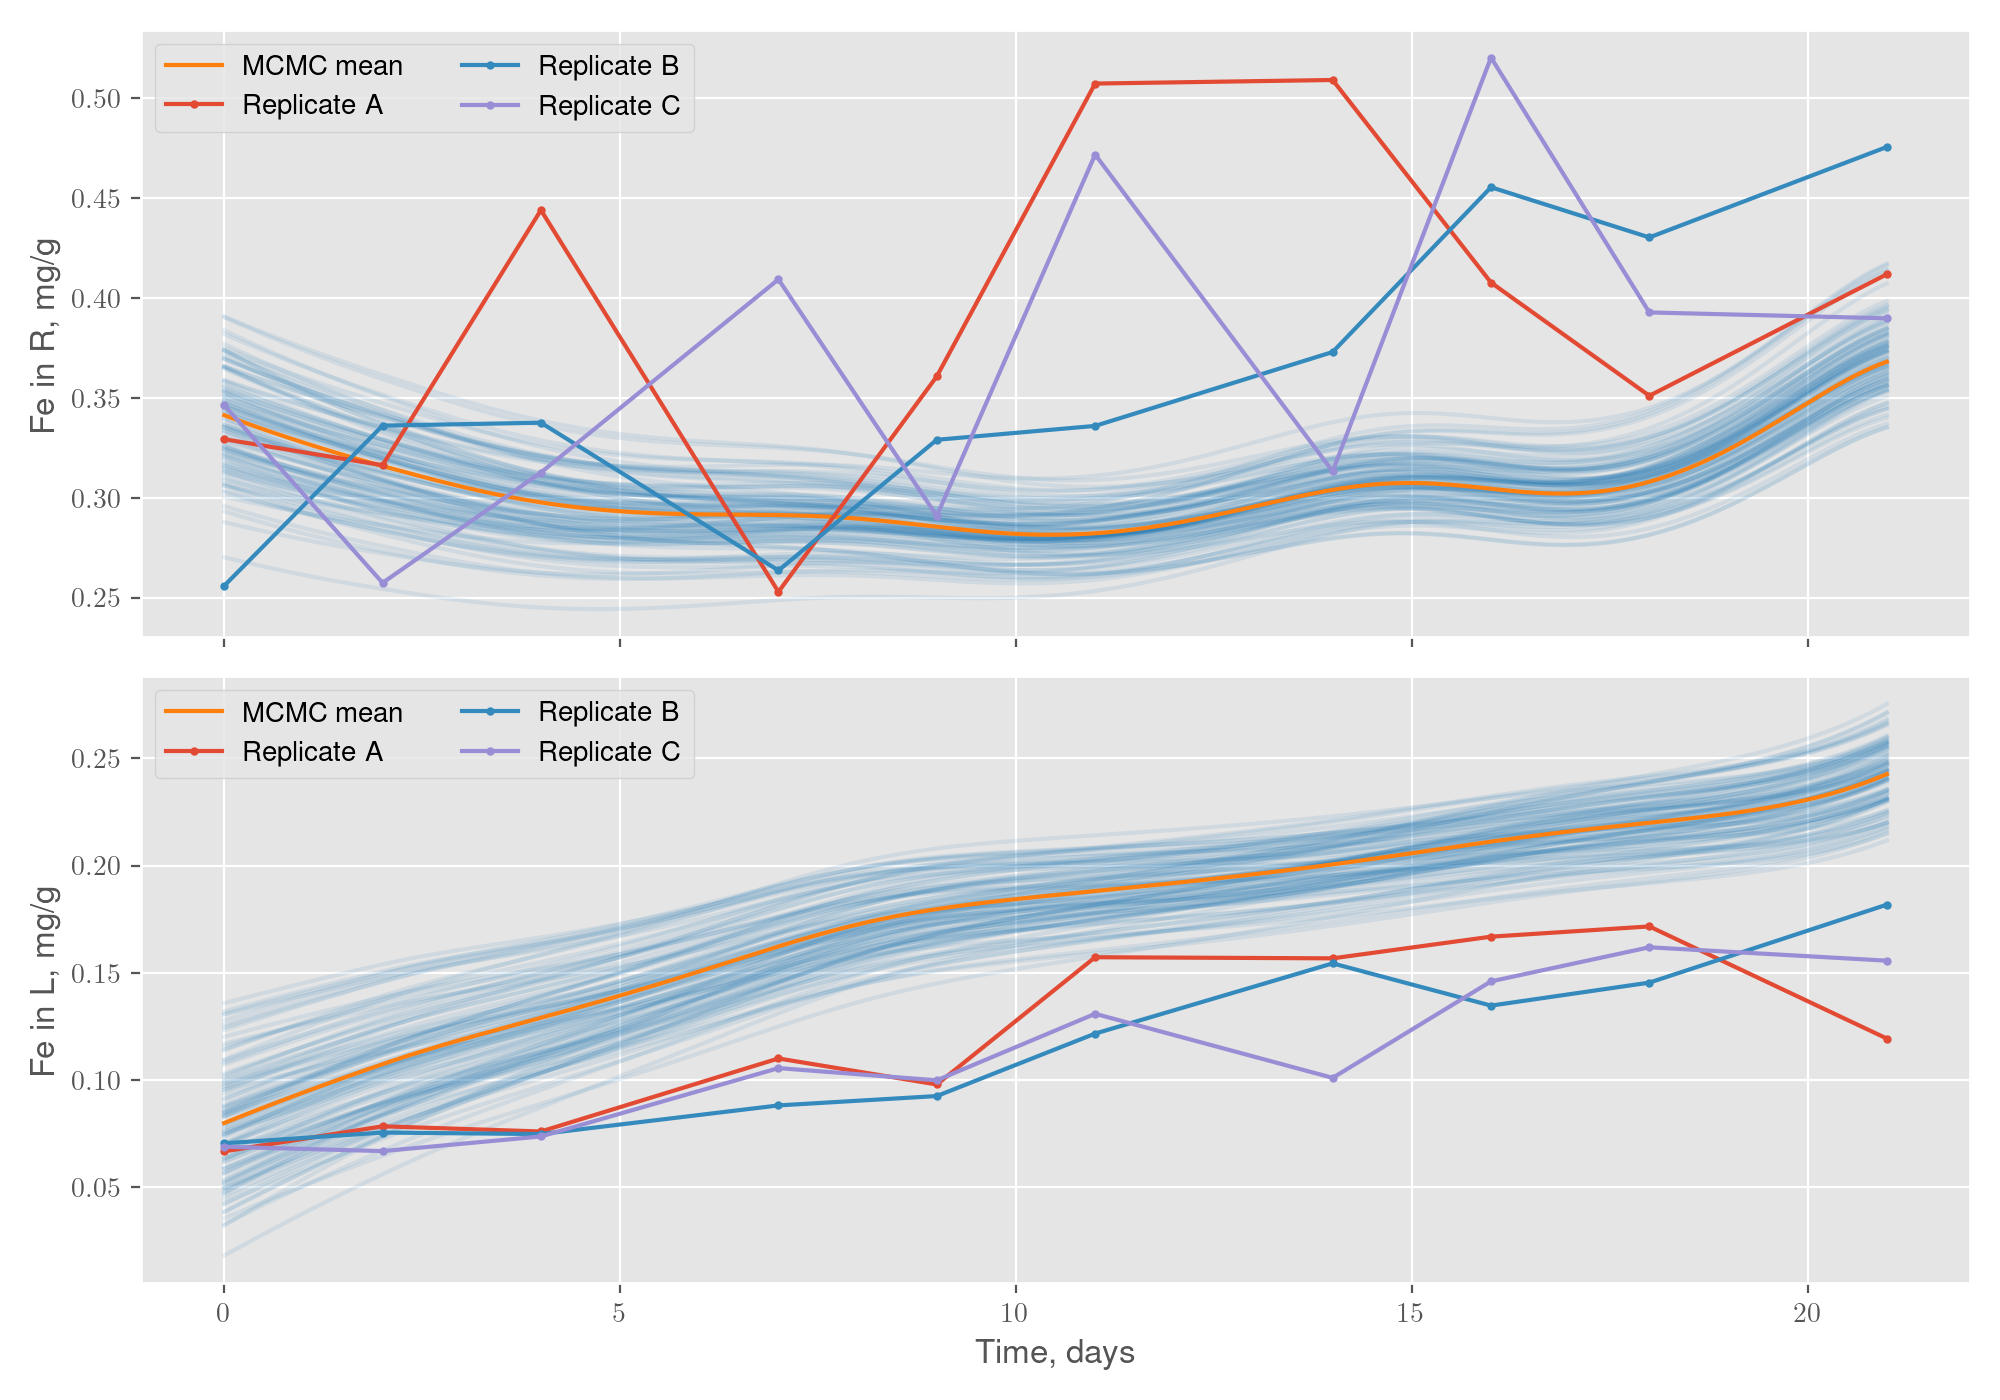 MCMC mean
Replicate A
Replicate B
Replicate C
0.50
0.45
0.40
0.35
0.30
0.25
Fe in R, mg/g
MCMC mean
Replicate A
Replicate B
Replicate C
0.25
0.20
0.15
0.10
0.05
Fe in L, mg/g
0 5 10 15 20
Time, days